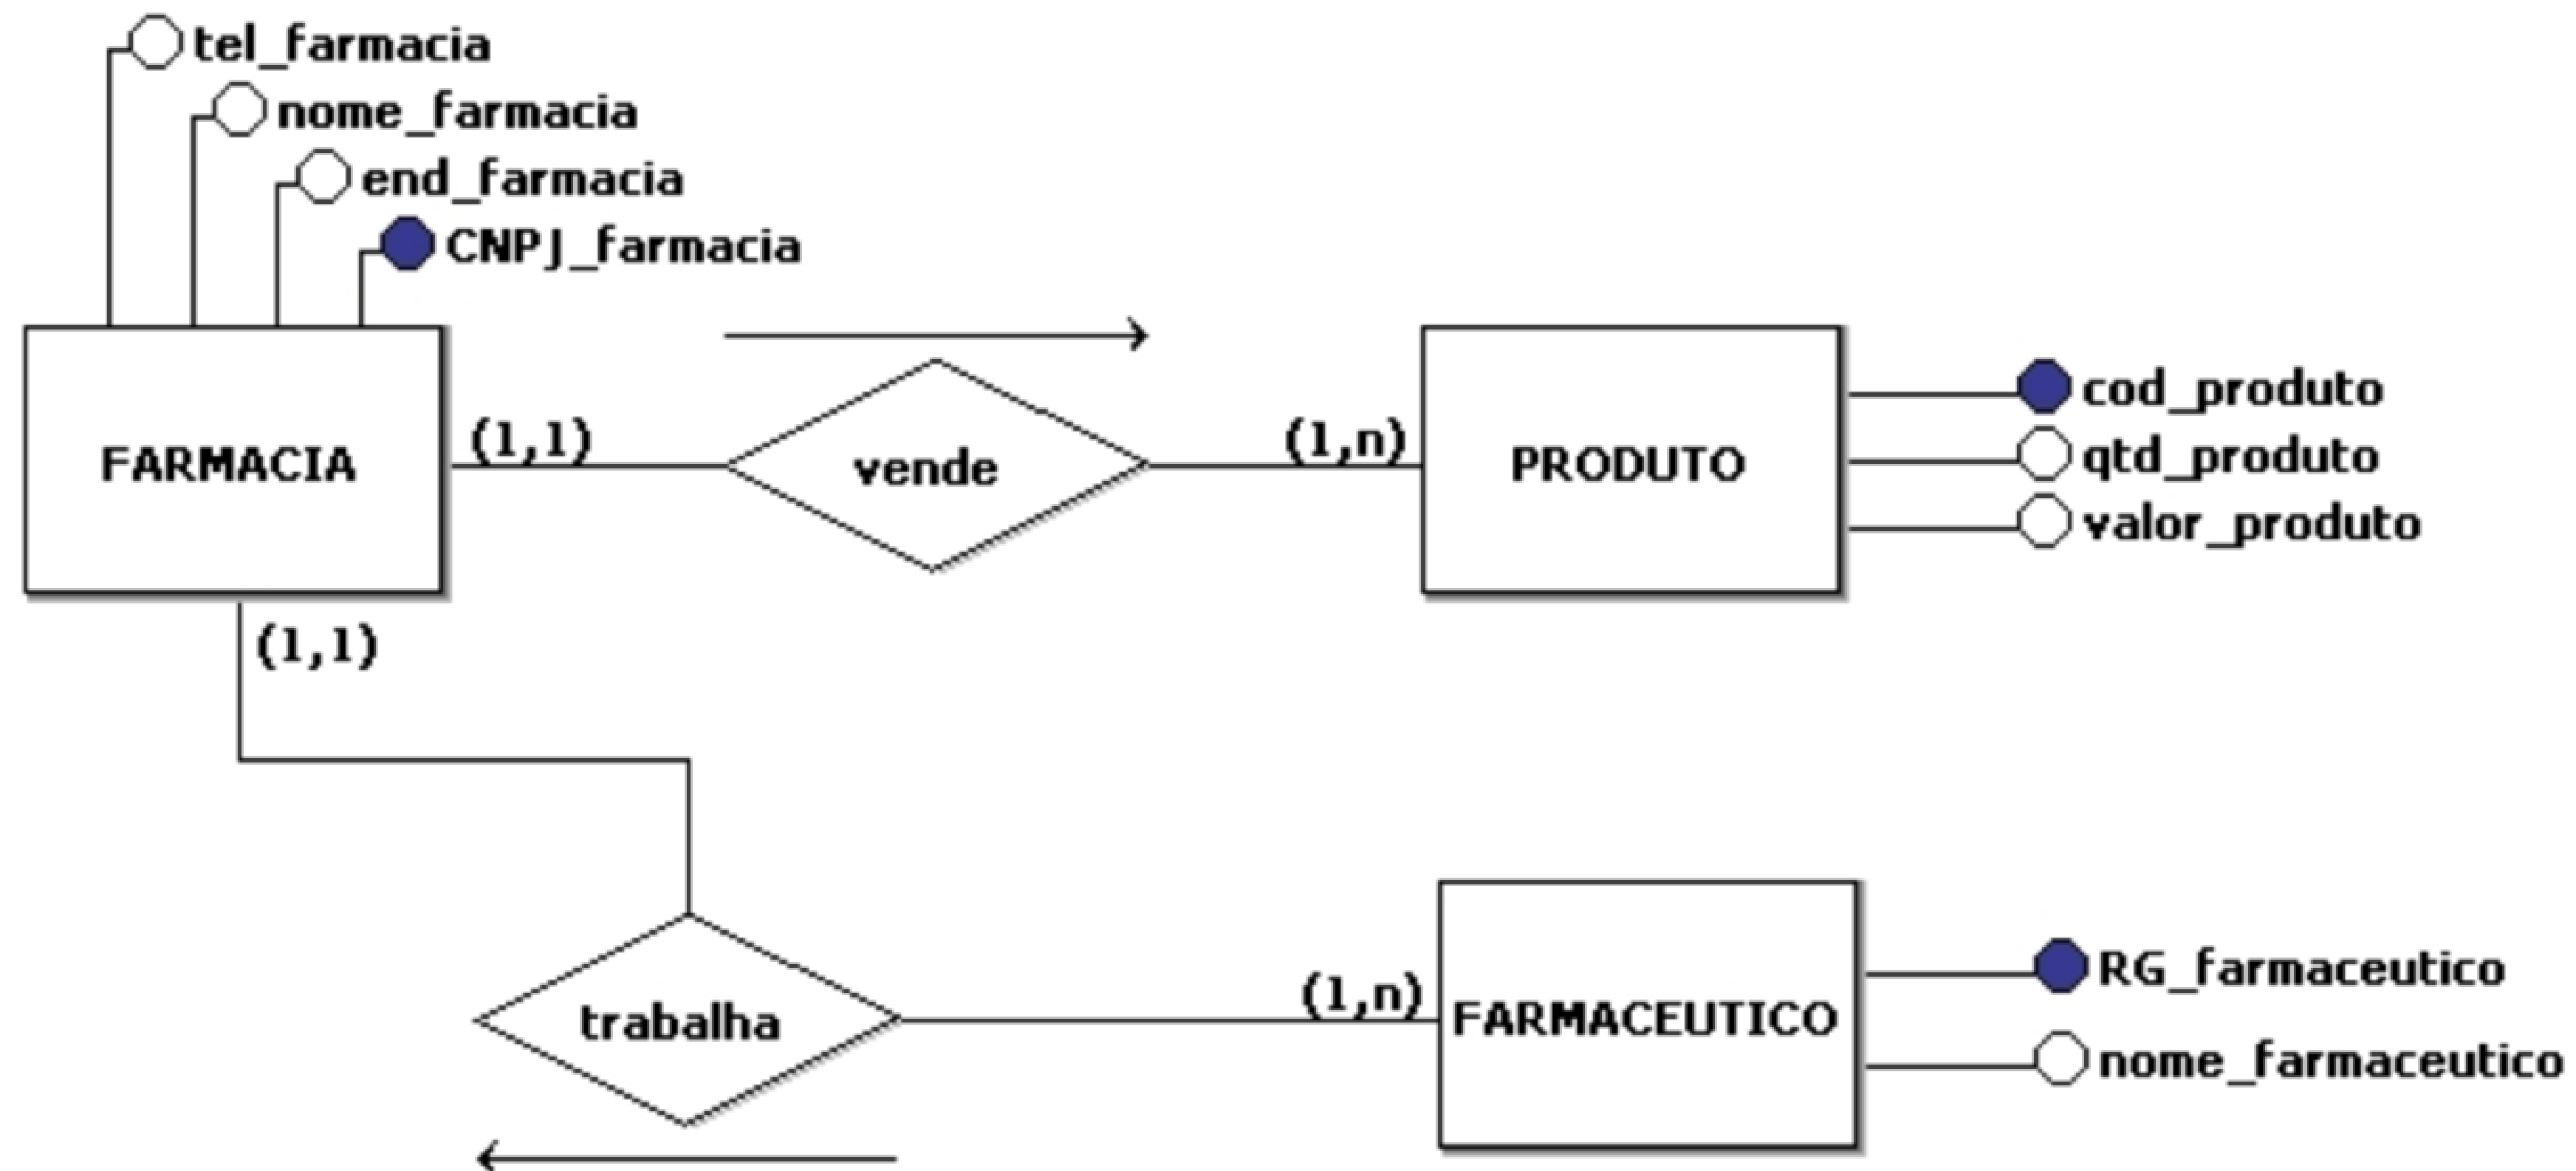 tel_farmacia
nome_farmacia
end_farmacia
CNPJ_farmacia
FARMACIA
(1,1)
vende
(1,n)
PRODUTO
cod_produto
qtd_produto
valor_produto
(1,1)
trabalha
(1,n)
FARMACEUTICO
RG_farmaceutico
nome_farmaceutico